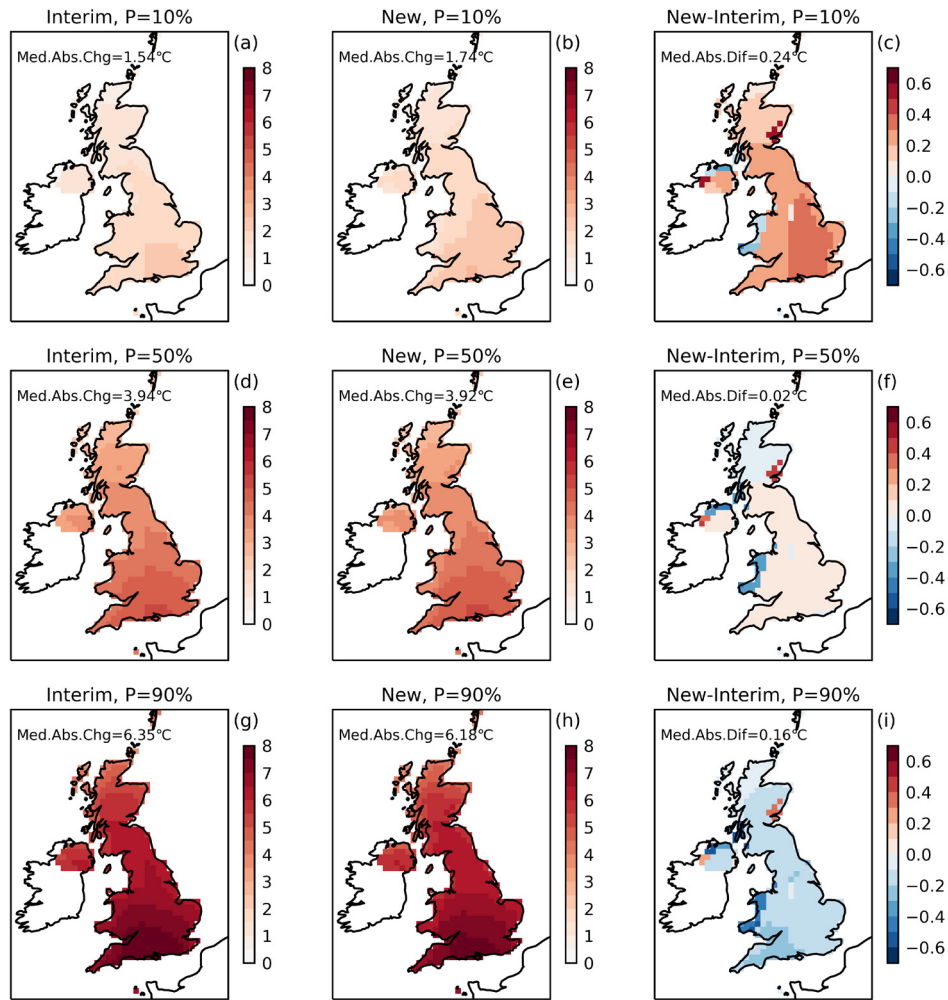 Interim, P=10%
(a)
Med.Abs.Chg=1.54℃
8
7
6
5
4
3
2
1
0
New, P=10%
(b)
Med.Abs.Chg=1.74℃
8
7
6
5
4
3
2
1
0
New-Interim, P=10%
(c)
Med.Abs.Dif=0.24℃
0.6
0.4
0.2
0.0
−0.2
−0.4
−0.6
Interim, P=50%
(d)
Med.Abs.Chg=3.94℃
8
7
6
5
4
3
2
1
0
New, P=50%
(e)
Med.Abs.Chg=3.92℃
8
7
6
5
4
3
2
1
0
New-Interim, P=50%
(f)
Med.Abs.Dif=0.02℃
0.6
0.4
0.2
0.0
−0.2
−0.4
−0.6
Interim, P=90%
(g)
Med.Abs.Chg=6.35℃
8
7
6
5
4
3
2
1
0
New, P=90%
(h)
Med.Abs.Chg=6.18℃
8
7
6
5
4
3
2
1
0
New-Interim, P=90%
(i)
Med.Abs.Dif=0.16℃
0.6
0.4
0.2
0.0
−0.2
−0.4
−0.6